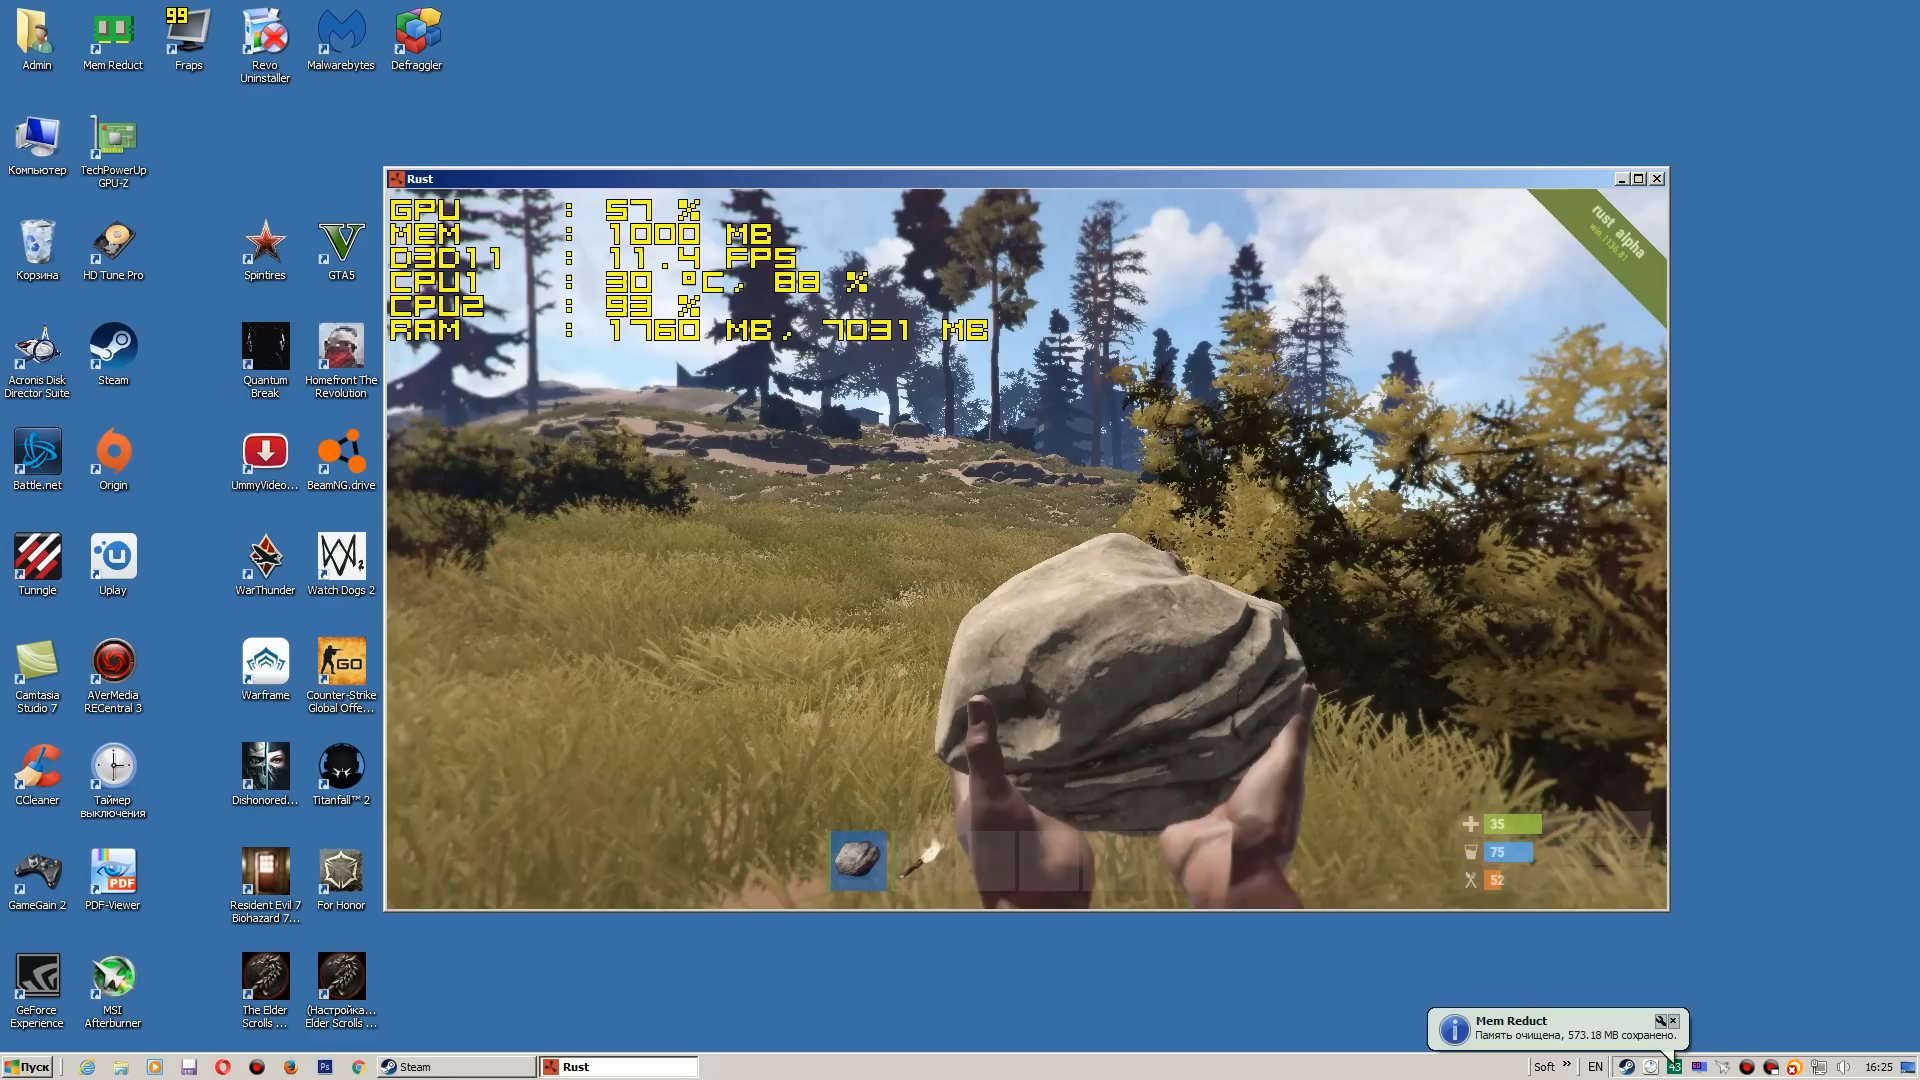 99
Admin
Mem Reduct
Fraps
Revo
Uninstaller
Malwarebytes
Defraggler
Компьютер
TechPowerUp
GPU-Z
Корзина
HD Tune Pro
Spintires
GTA5
Acronis Disk
Director Suite
Steam
Quantum
Break
Homefront The
Revolution
Battle.net
Origin
UmmyVideo...
BeamNG.drive
Tunngle
Uplay
WarThunder
Watch Dogs 2
Camtasia
Studio 7
AVerMedia
RECentral 3
Warframe
GO
Counter-Strike
Global Offe...
CCleaner
Таймер
выключения
Dishonored...
Titanfall™ 2
GameGain 2
PDF
PDF-Viewer
Resident Evil 7
Biohazard 7...
For Honor
GeForce
Experience
MSI
Afterburner
The Elder
Scrolls ...
(Настройка...
Elder Scrolls ...
Rust
GPU : 57 %
MEM : 1000 MB
D3D11 : 11.4 FPS
CPU1 : 30 °C, 88 %
CPU2 : 93 %
RAM : 1760 MB, 7031 MB
rust alpha
35
75
52
Mem Reduct
Память очищена, 573.18 MB сохранено.
Пуск
Ps
Steam
Rust
Soft »
EN
43
16:25